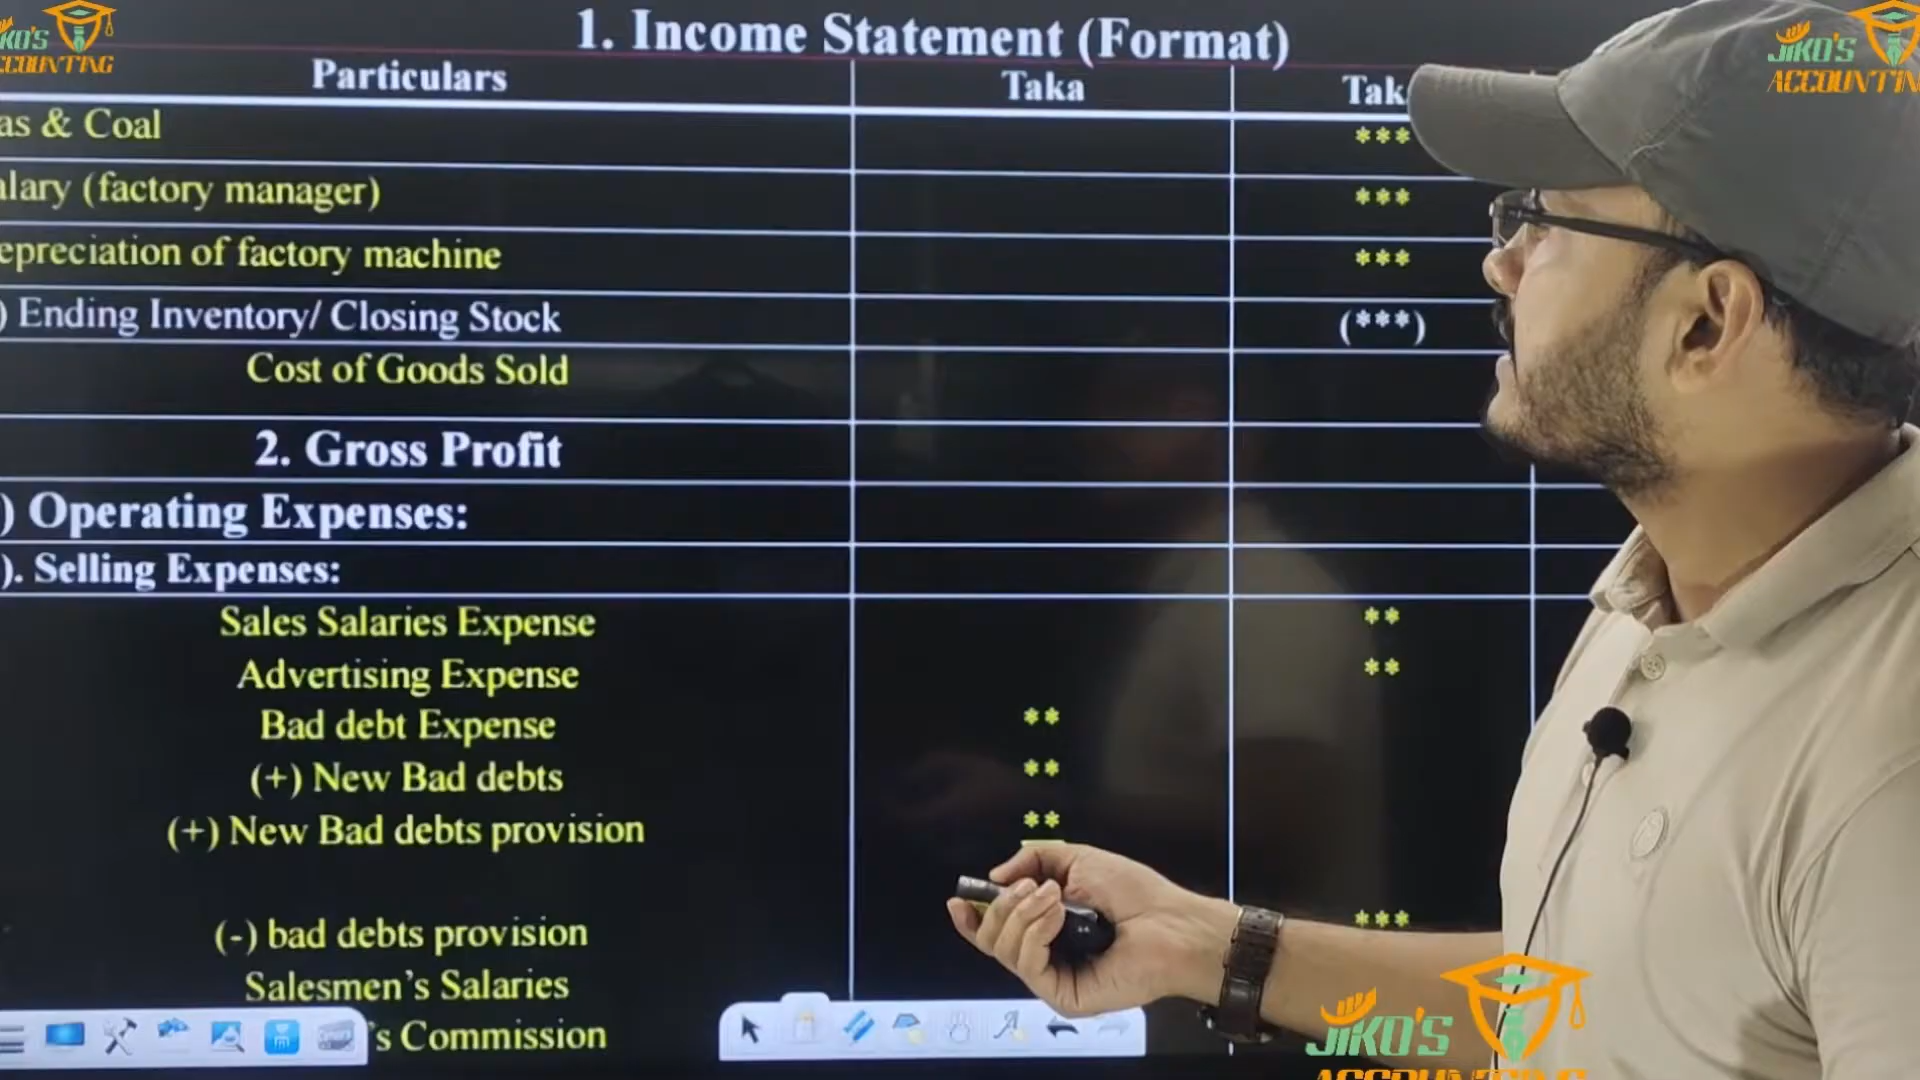 1. Income Statement (Format)
Particulars Taka Tak
as & Coal ***
alary (factory manager) ***
epreciation of factory machine ***
) Ending Inventory/ Closing Stock (***)
Cost of Goods Sold
2. Gross Profit
) Operating Expenses:
). Selling Expenses:
Sales Salaries Expense **
Advertising Expense **
Bad debt Expense **
(+) New Bad debts **
(+) New Bad debts provision **
(-) bad debts provision ***
Salesmen’s Salaries
’s Commission
JIKO'S
ACCOUNTING
KO'S
CCOUNTING
JIKO'S
ACCOUNTIN